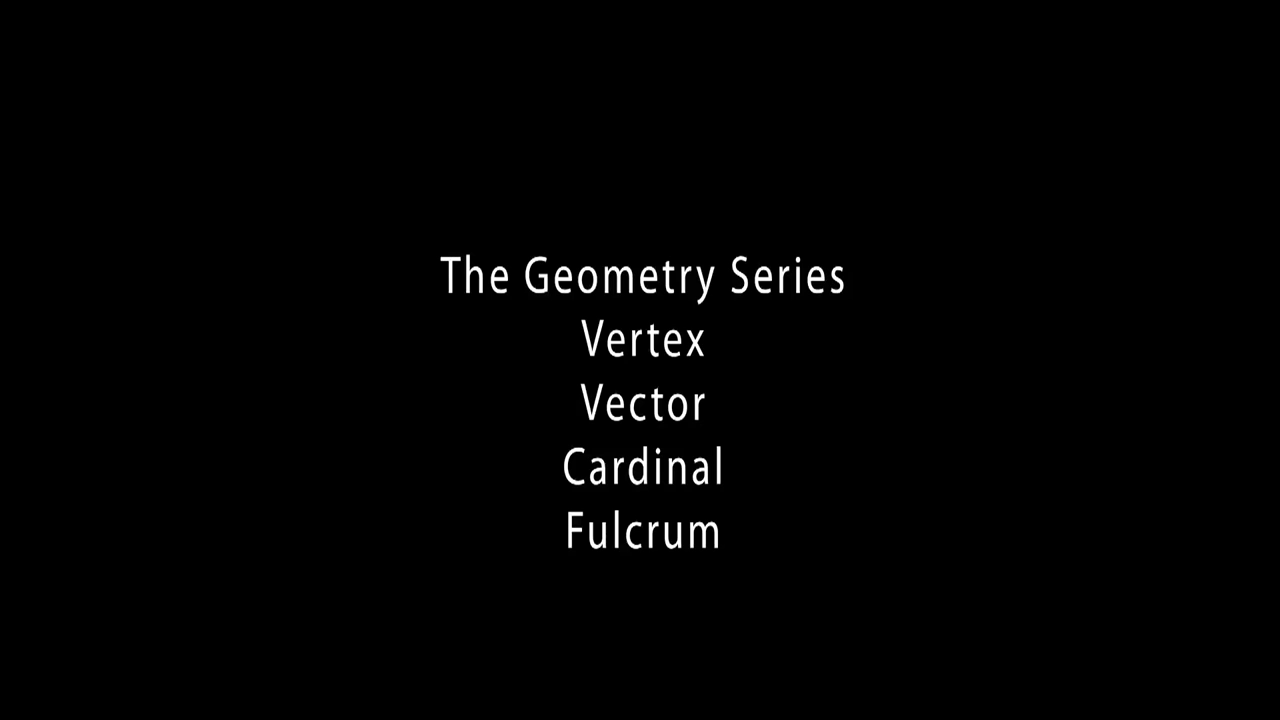 The Geometry Series
Vertex
Vector
Cardinal
Fulcrum